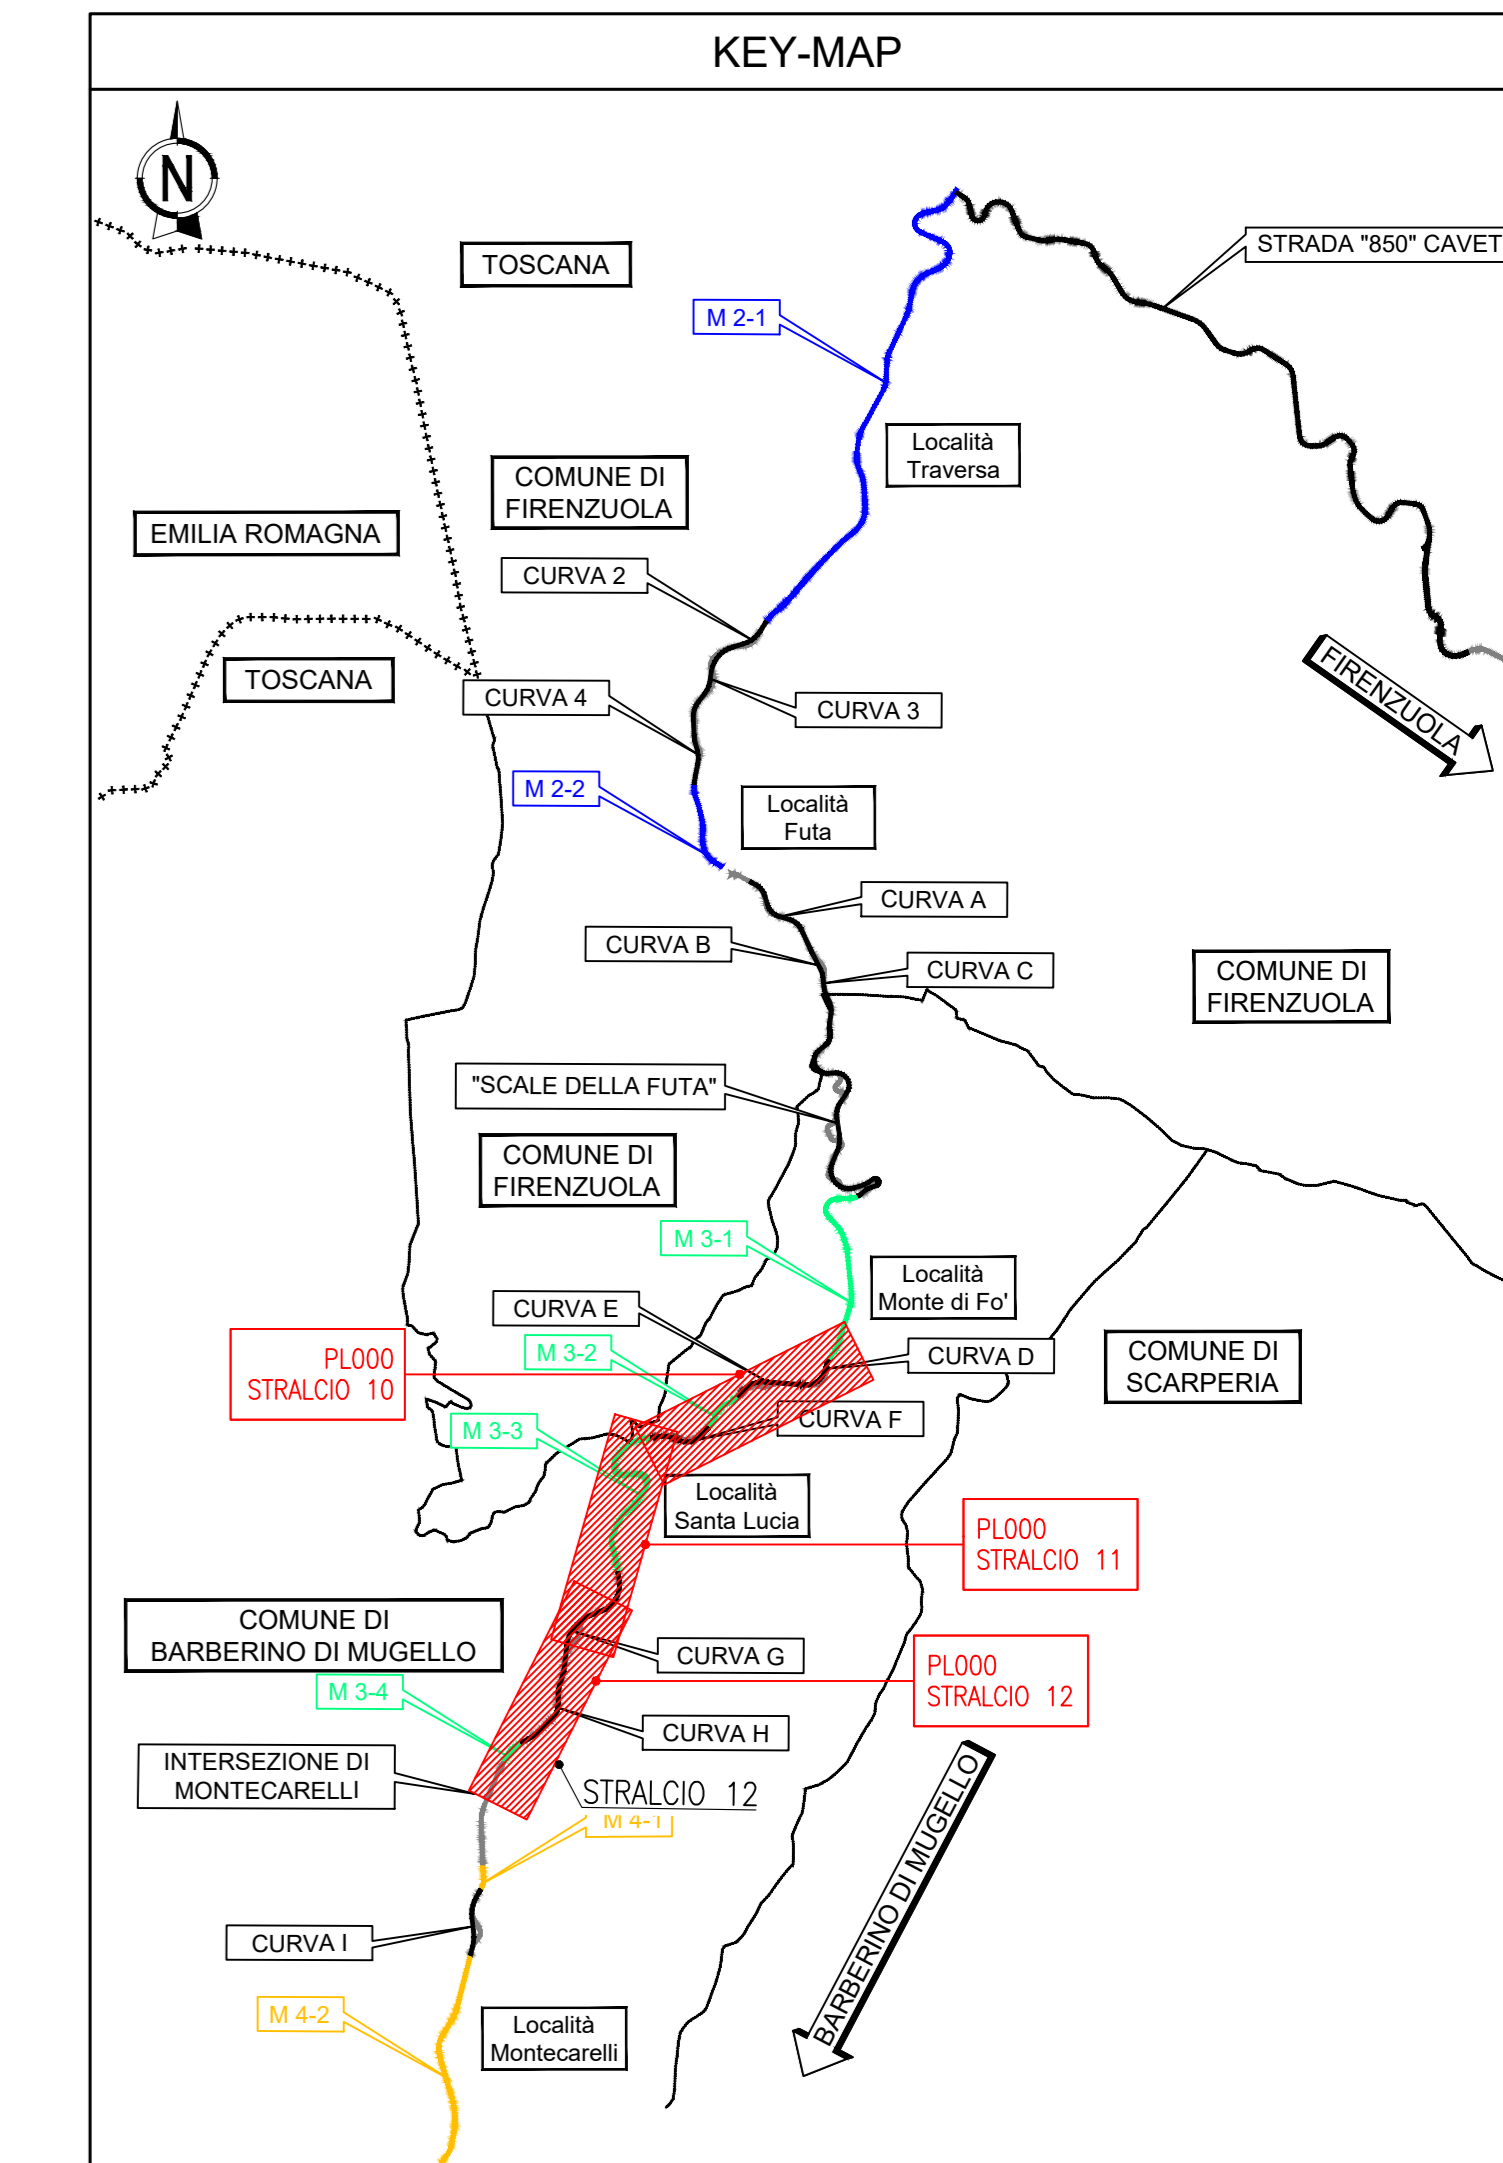 KEY-MAP
N
STRADA "850" CAVET
TOSCANA
M 2-1
Località
Traversa
COMUNE DI
FIRENZUOLA
EMILIA ROMAGNA
CURVA 2
FIRENZUOLA
TOSCANA
CURVA 4
CURVA 3
M 2-2
Località
Futa
CURVA A
CURVA B
CURVA C
COMUNE DI
FIRENZUOLA
"SCALE DELLA FUTA"
COMUNE DI
FIRENZUOLA
M 3-1
Località
Monte di Fo'
CURVA E
PL000
STRALCIO 10
M 3-2
CURVA D
COMUNE DI
SCARPERIA
CURVA F
M 3-3
Località
Santa Lucia
PL000
STRALCIO 11
COMUNE DI
BARBERINO DI MUGELLO
CURVA G
PL000
STRALCIO 12
M 3-4
CURVA H
INTERSEZIONE DI
MONTECARELLI
STRALCIO 12
M 4-1
BARBERINO DI MUGELLO
CURVA I
M 4-2
Località
Montecarelli